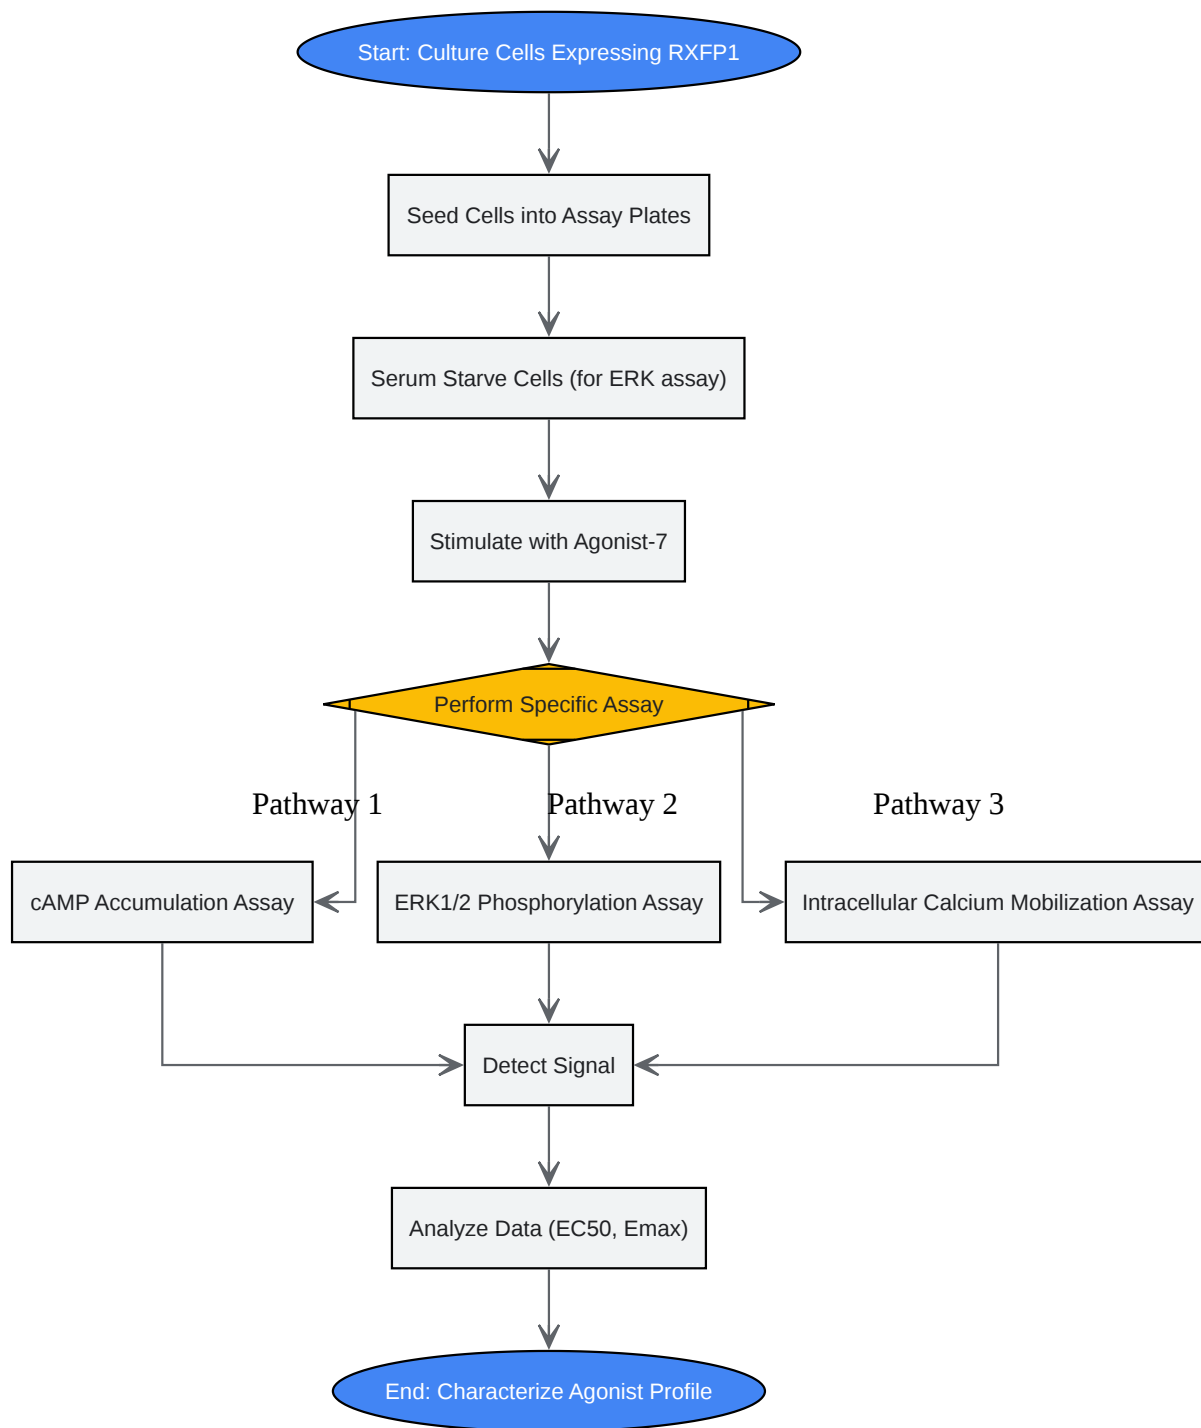 Start: Culture Cells Expressing RXFP1
Seed Cells into Assay Plates
Serum Starve Cells (for ERK assay)
Stimulate with Agonist-7
Perform Specific Assay
Pathway 1
Pathway 2
Pathway 3
cAMP Accumulation Assay
ERK1/2 Phosphorylation Assay
Intracellular Calcium Mobilization Assay
Detect Signal
Analyze Data (EC50, Emax)
End: Characterize Agonist Profile